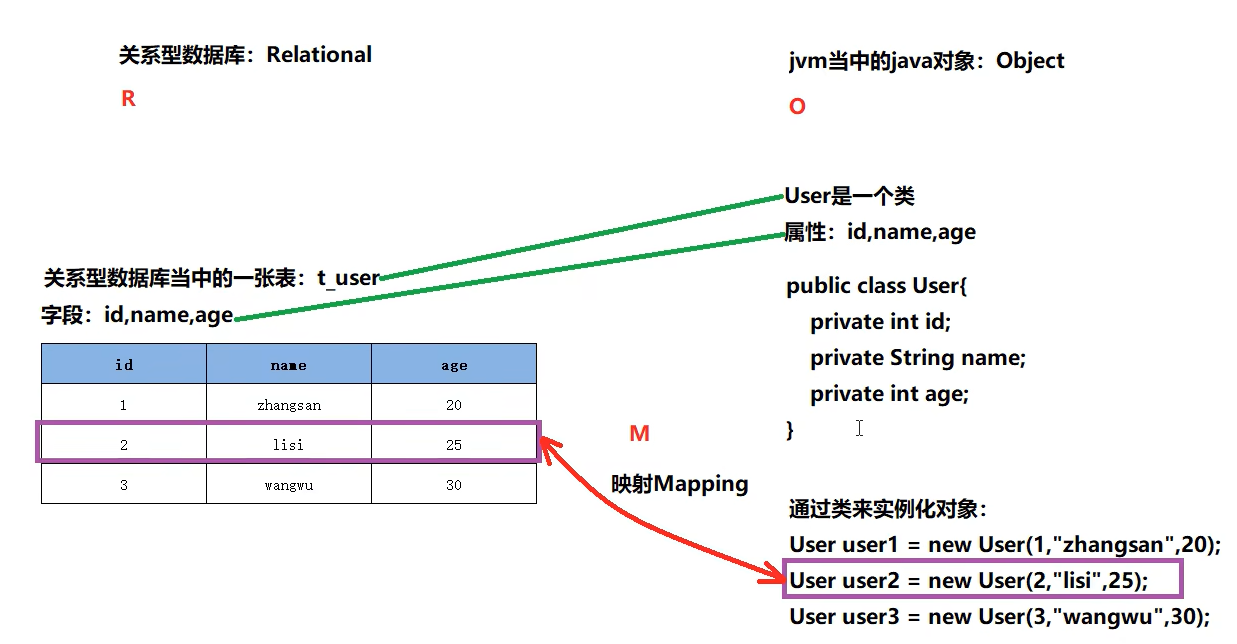 关系型数据库：Relational
R
jvm当中的java对象：Object
O
User是一个类
属性：id,name,age
关系型数据库当中的一张表：t_user
字段：id,name,age
id name age
1 zhangsan 20
2 lisi 25
3 wangwu 30
M
映射Mapping
public class User{
private int id;
private String name;
private int age;
}
通过类来实例化对象：
User user1 = new User(1,"zhangsan",20);
User user2 = new User(2,"lisi",25);
User user3 = new User(3,"wangwu",30);